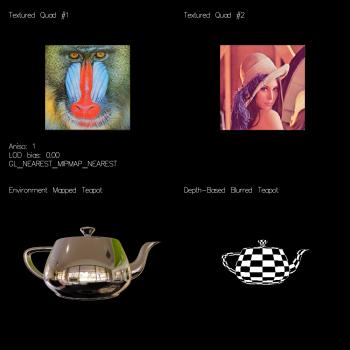 Textured Quad #1
Textured Quad #2
Aniso: 1
LOD bias: 0.00
GL_NEAREST_MIPMAP_NEAREST
Environment Mapped Teapot
Depth-Based Blurred Teapot